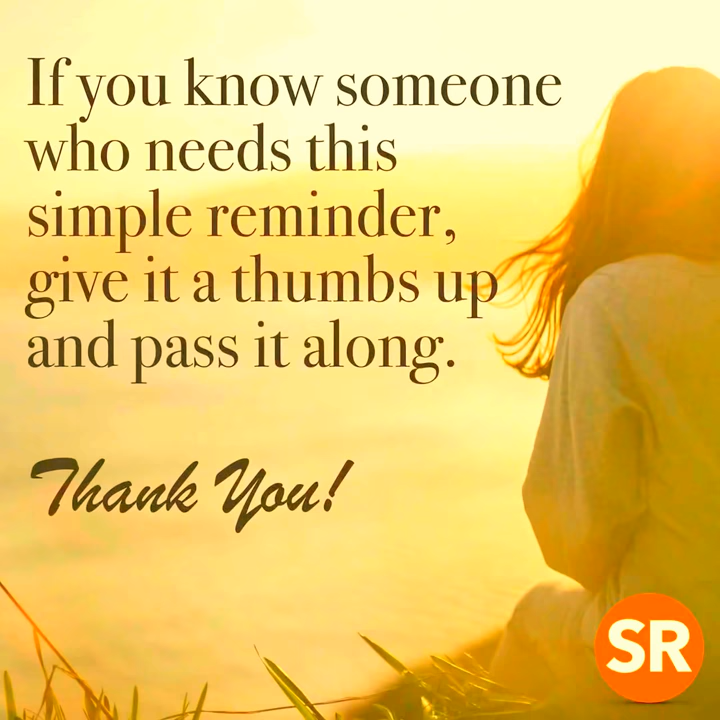 If you know someone
who needs this
simple reminder,
give it a thumbs up
and pass it along.
Thank You!
SR